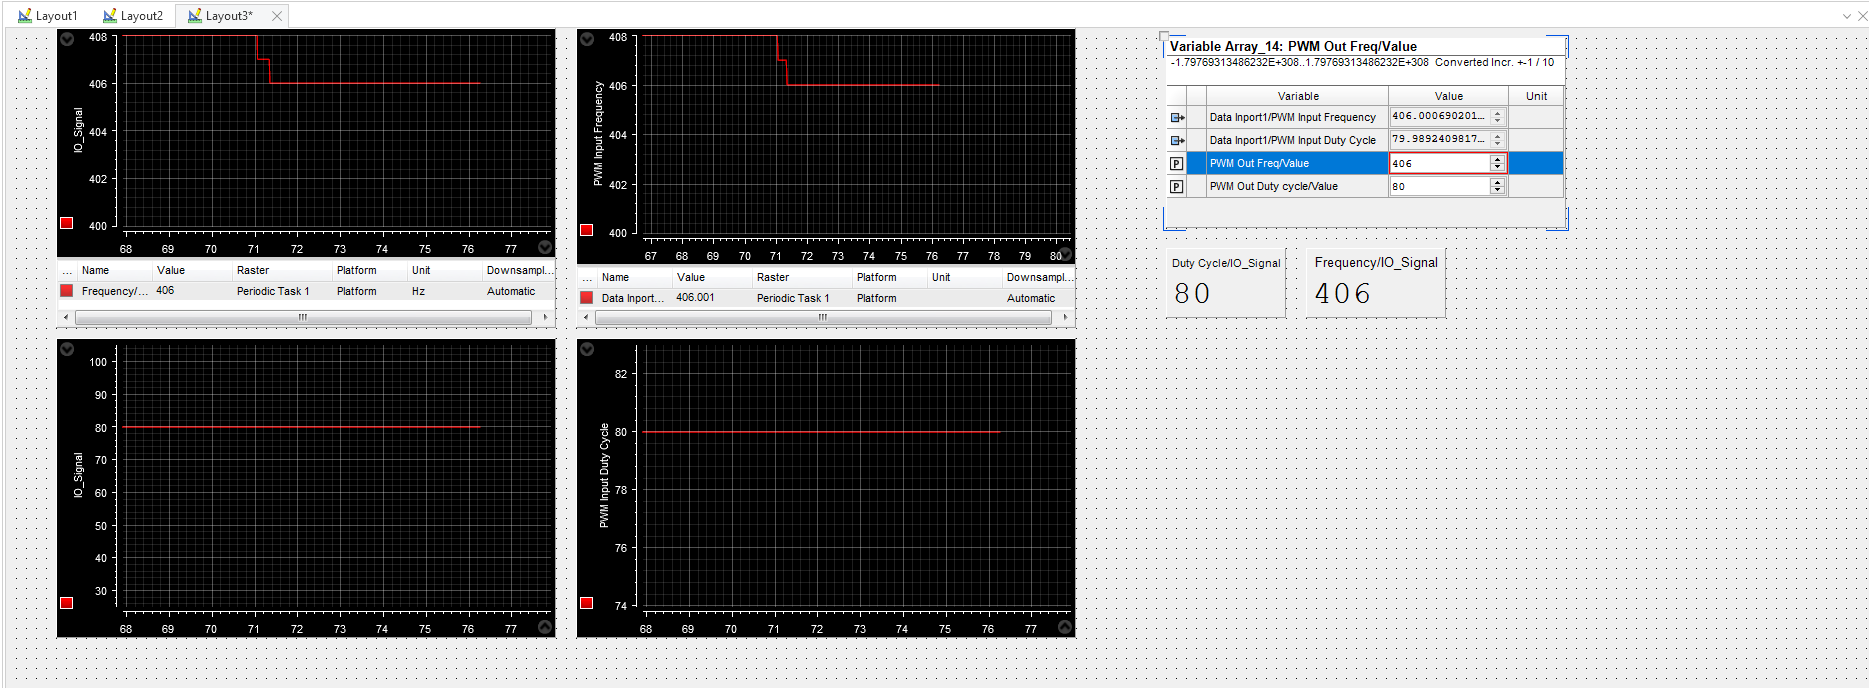 Layout1 Layout2 Layout3*
408
406
404
402
400
IO_Signal
68 69 70 71 72 73 74 75 76 77
... Name Value Raster Platform Unit Downsampl...
Frequency/... 406 Periodic Task 1 Platform Hz Automatic
408
406
404
402
400
PWM Input Frequency
67 68 69 70 71 72 73 74 75 76 77 78 79 80
... Name Value Raster Platform Unit Downsampl...
Data Inport... 406.001 Periodic Task 1 Platform Automatic
100
90
80
70
60
50
40
30
IO_Signal
68 69 70 71 72 73 74 75 76 77
82
80
78
76
74
PWM Input Duty Cycle
68 69 70 71 72 73 74 75 76 77
Variable Array_14: PWM Out Freq/Value
-1.79769313486232E+308..1.79769313486232E+308 Converted Incr. +-1 / 10
Variable Value Unit
Data Inport1/PWM Input Frequency 406.000690201...
Data Inport1/PWM Input Duty Cycle 79.9892409817...
P PWM Out Freq/Value 406
P PWM Out Duty cycle/Value 80
Duty Cycle/IO_Signal
80
Frequency/IO_Signal
406